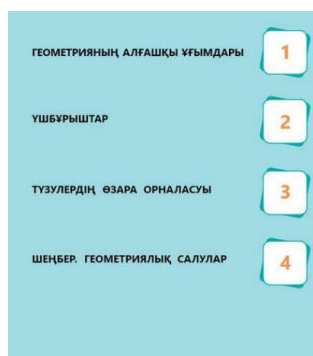 ГЕОМЕТРИЯНЫҢ АЛҒАШҚЫ ҰҒЫМДАРЫ 1
ҮШБҰРЫШТАР 2
ТҮЗУЛЕРДІҢ ӨЗАРА ОРНАЛАСУЫ 3
ШЕҢБЕР. ГЕОМЕТРИЯЛЫҚ САЛУЛАР 4